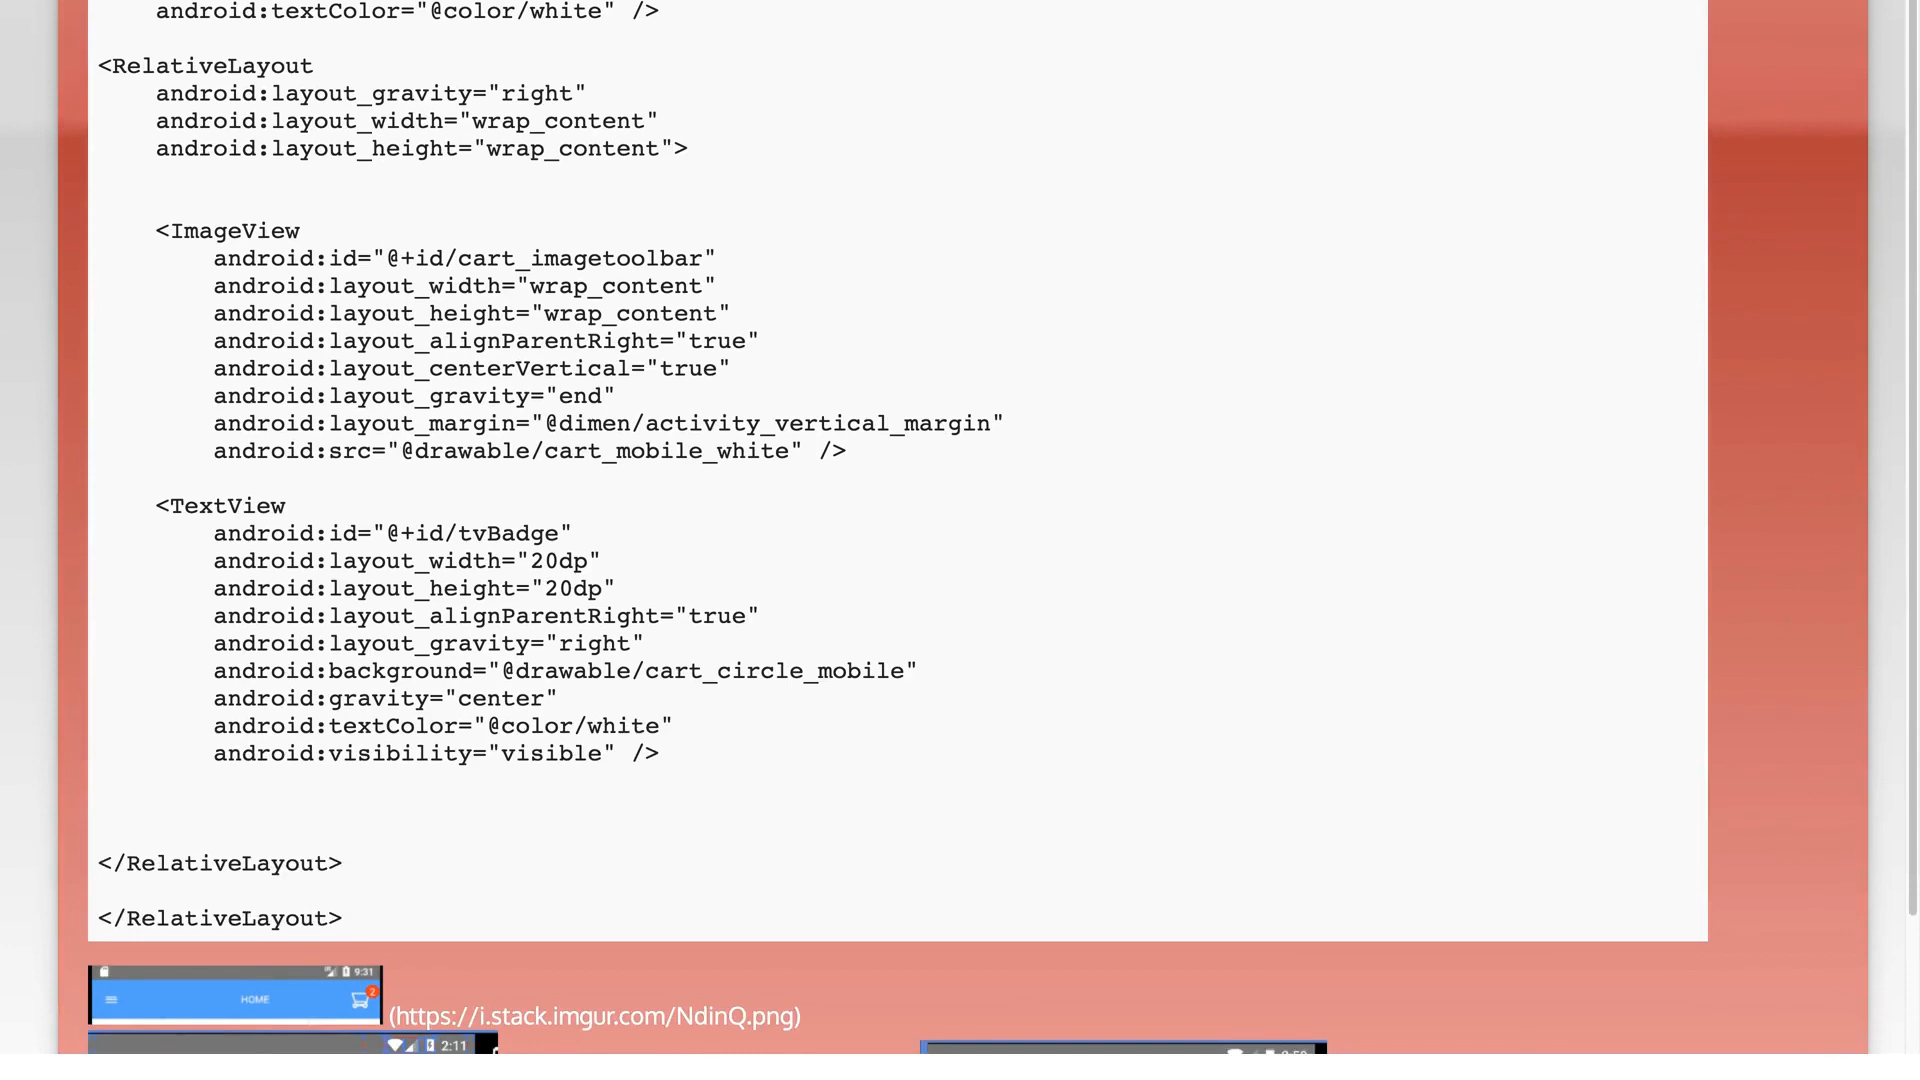 android:textColor="@color/white" />
<RelativeLayout
android:layout_gravity="right"
android:layout_width="wrap_content"
android:layout_height="wrap_content">
<ImageView
android:id="@+id/cart_imagetoolbar"
android:layout_width="wrap_content"
android:layout_height="wrap_content"
android:layout_alignParentRight="true"
android:layout_centerVertical="true"
android:layout_gravity="end"
android:layout_margin="@dimen/activity_vertical_margin"
android:src="@drawable/cart_mobile_white" />
<TextView
android:id="@+id/tvBadge"
android:layout_width="20dp"
android:layout_height="20dp"
android:layout_alignParentRight="true"
android:layout_gravity="right"
android:background="@drawable/cart_circle_mobile"
android:gravity="center"
android:textColor="@color/white"
android:visibility="visible" />
</RelativeLayout>
</RelativeLayout>
9:31
HOME
2
(https://i.stack.imgur.com/NdinQ.png)
2:11